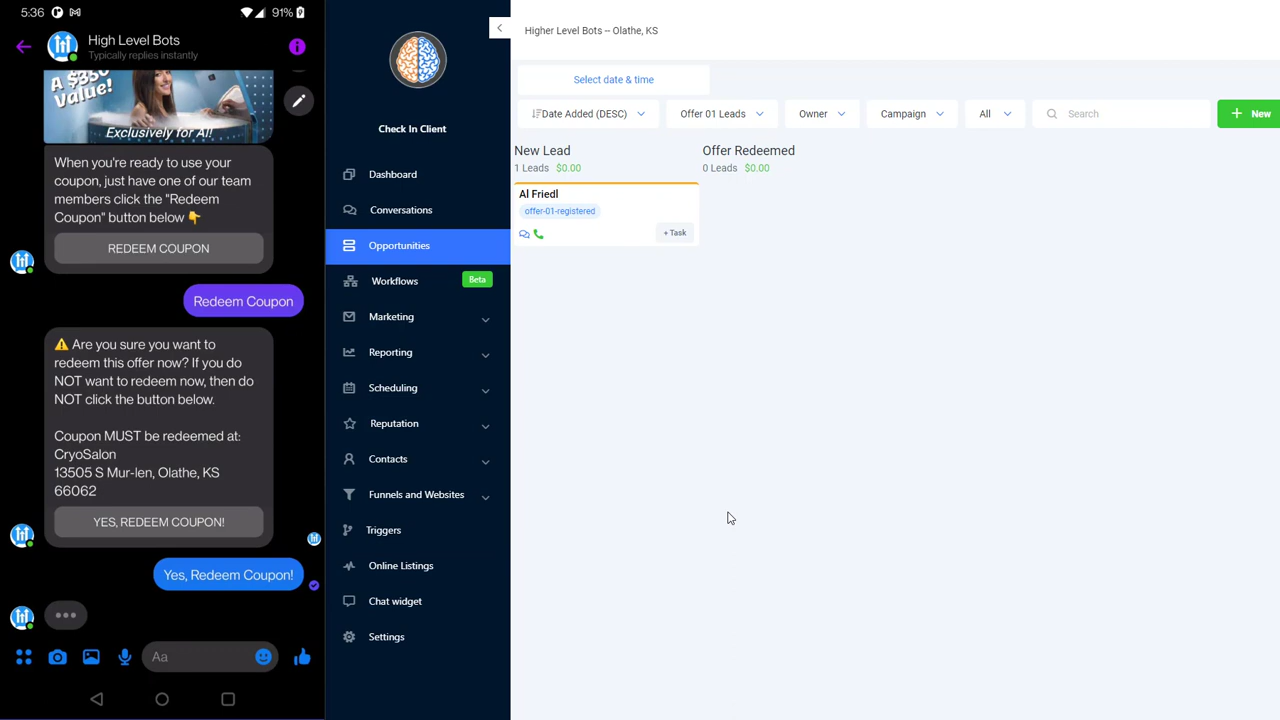 5:36
91%
High Level Bots
Typically replies instantly
A $350
Value!
Exclusively for Al!
When you're ready to use your
coupon, just have one of our team
members click the "Redeem
Coupon" button below 👇
REDEEM COUPON
Redeem Coupon
⚠️ Are you sure you want to
redeem this offer now? If you do
NOT want to redeem now, then do
NOT click the button below.
Coupon MUST be redeemed at:
CryoSalon
13505 S Mur-len, Olathe, KS
66062
YES, REDEEM COUPON!
Yes, Redeem Coupon!
Aa
Check In Client
Dashboard
Conversations
Opportunities
Workflows
Beta
Marketing
Reporting
Scheduling
Reputation
Contacts
Funnels and Websites
Triggers
Online Listings
Chat widget
Settings
Higher Level Bots -- Olathe, KS
Select date & time
Date Added (DESC)
Offer 01 Leads
Owner
Campaign
All
Search
+ New
New Lead
1 Leads $0.00
Al Friedl
offer-01-registered
+ Task
Offer Redeemed
0 Leads $0.00